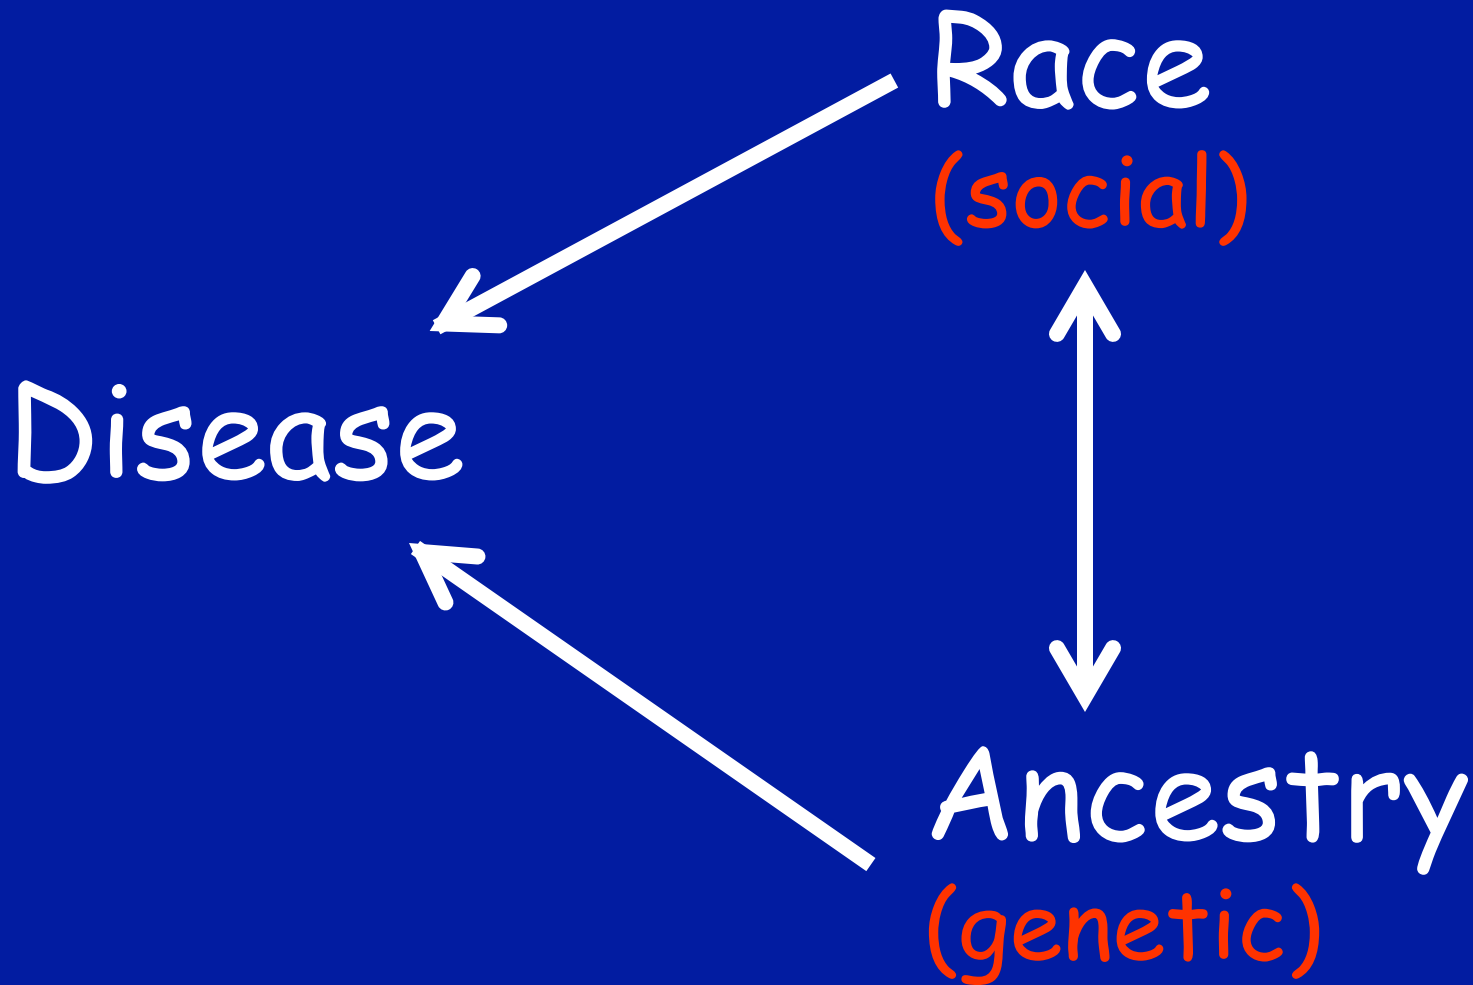 Race
(social)
Disease
Ancestry
(genetic)